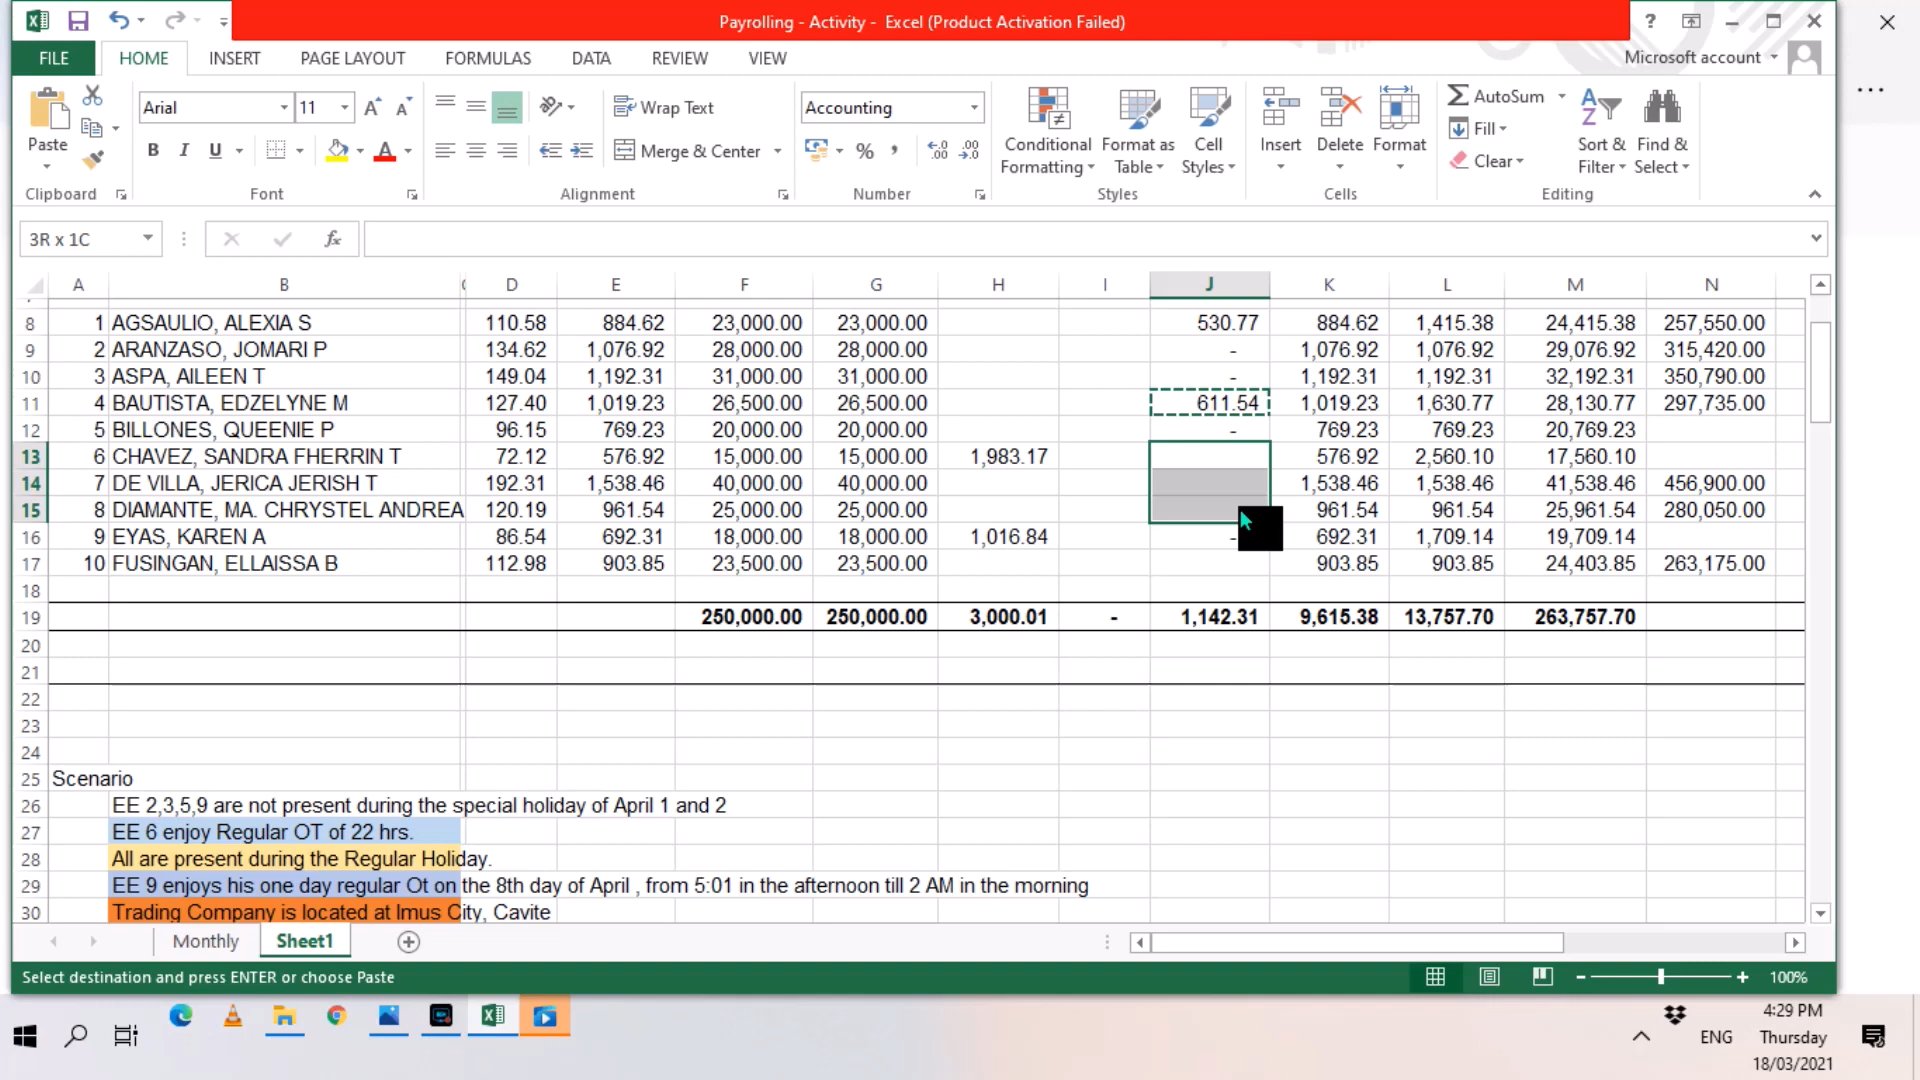 Payrolling - Activity - Excel (Product Activation Failed)
?
FILE HOME INSERT PAGE LAYOUT FORMULAS DATA REVIEW VIEW Microsoft account
Paste
Clipboard
Arial 11
B I U
Font
Wrap Text
Merge & Center
Alignment
Accounting
Number
Conditional Formatting
Format as Table
Cell Styles
Styles
Insert
Delete
Format
Cells
AutoSum
Fill
Clear
Sort & Filter
Find & Select
Editing
3R x 1C fx
A B D E F G H I J K L M N
8 1 AGSAULIO, ALEXIA S 110.58 884.62 23,000.00 23,000.00 530.77 884.62 1,415.38 24,415.38 257,550.00
9 2 ARANZASO, JOMARI P 134.62 1,076.92 28,000.00 28,000.00 - 1,076.92 1,076.92 29,076.92 315,420.00
10 3 ASPA, AILEEN T 149.04 1,192.31 31,000.00 31,000.00 - 1,192.31 1,192.31 32,192.31 350,790.00
11 4 BAUTISTA, EDZELYNE M 127.40 1,019.23 26,500.00 26,500.00 611.54 1,019.23 1,630.77 28,130.77 297,735.00
12 5 BILLONES, QUEENIE P 96.15 769.23 20,000.00 20,000.00 - 769.23 769.23 20,769.23
13 6 CHAVEZ, SANDRA FHERRIN T 72.12 576.92 15,000.00 15,000.00 1,983.17 576.92 2,560.10 17,560.10
14 7 DE VILLA, JERICA JERISH T 192.31 1,538.46 40,000.00 40,000.00 1,538.46 1,538.46 41,538.46 456,900.00
15 8 DIAMANTE, MA. CHRYSTEL ANDREA 120.19 961.54 25,000.00 25,000.00 961.54 961.54 25,961.54 280,050.00
16 9 EYAS, KAREN A 86.54 692.31 18,000.00 18,000.00 1,016.84 - 692.31 1,709.14 19,709.14
17 10 FUSINGAN, ELLAISSA B 112.98 903.85 23,500.00 23,500.00 903.85 903.85 24,403.85 263,175.00
18
19 250,000.00 250,000.00 3,000.01 - 1,142.31 9,615.38 13,757.70 263,757.70
20
21
22
23
24
25 Scenario
26 EE 2,3,5,9 are not present during the special holiday of April 1 and 2
27 EE 6 enjoy Regular OT of 22 hrs.
28 All are present during the Regular Holiday.
29 EE 9 enjoys his one day regular Ot on the 8th day of April , from 5:01 in the afternoon till 2 AM in the morning
30 Trading Company is located at Imus City, Cavite
Monthly Sheet1
Select destination and press ENTER or choose Paste 100%
4:29 PM
ENG Thursday
18/03/2021